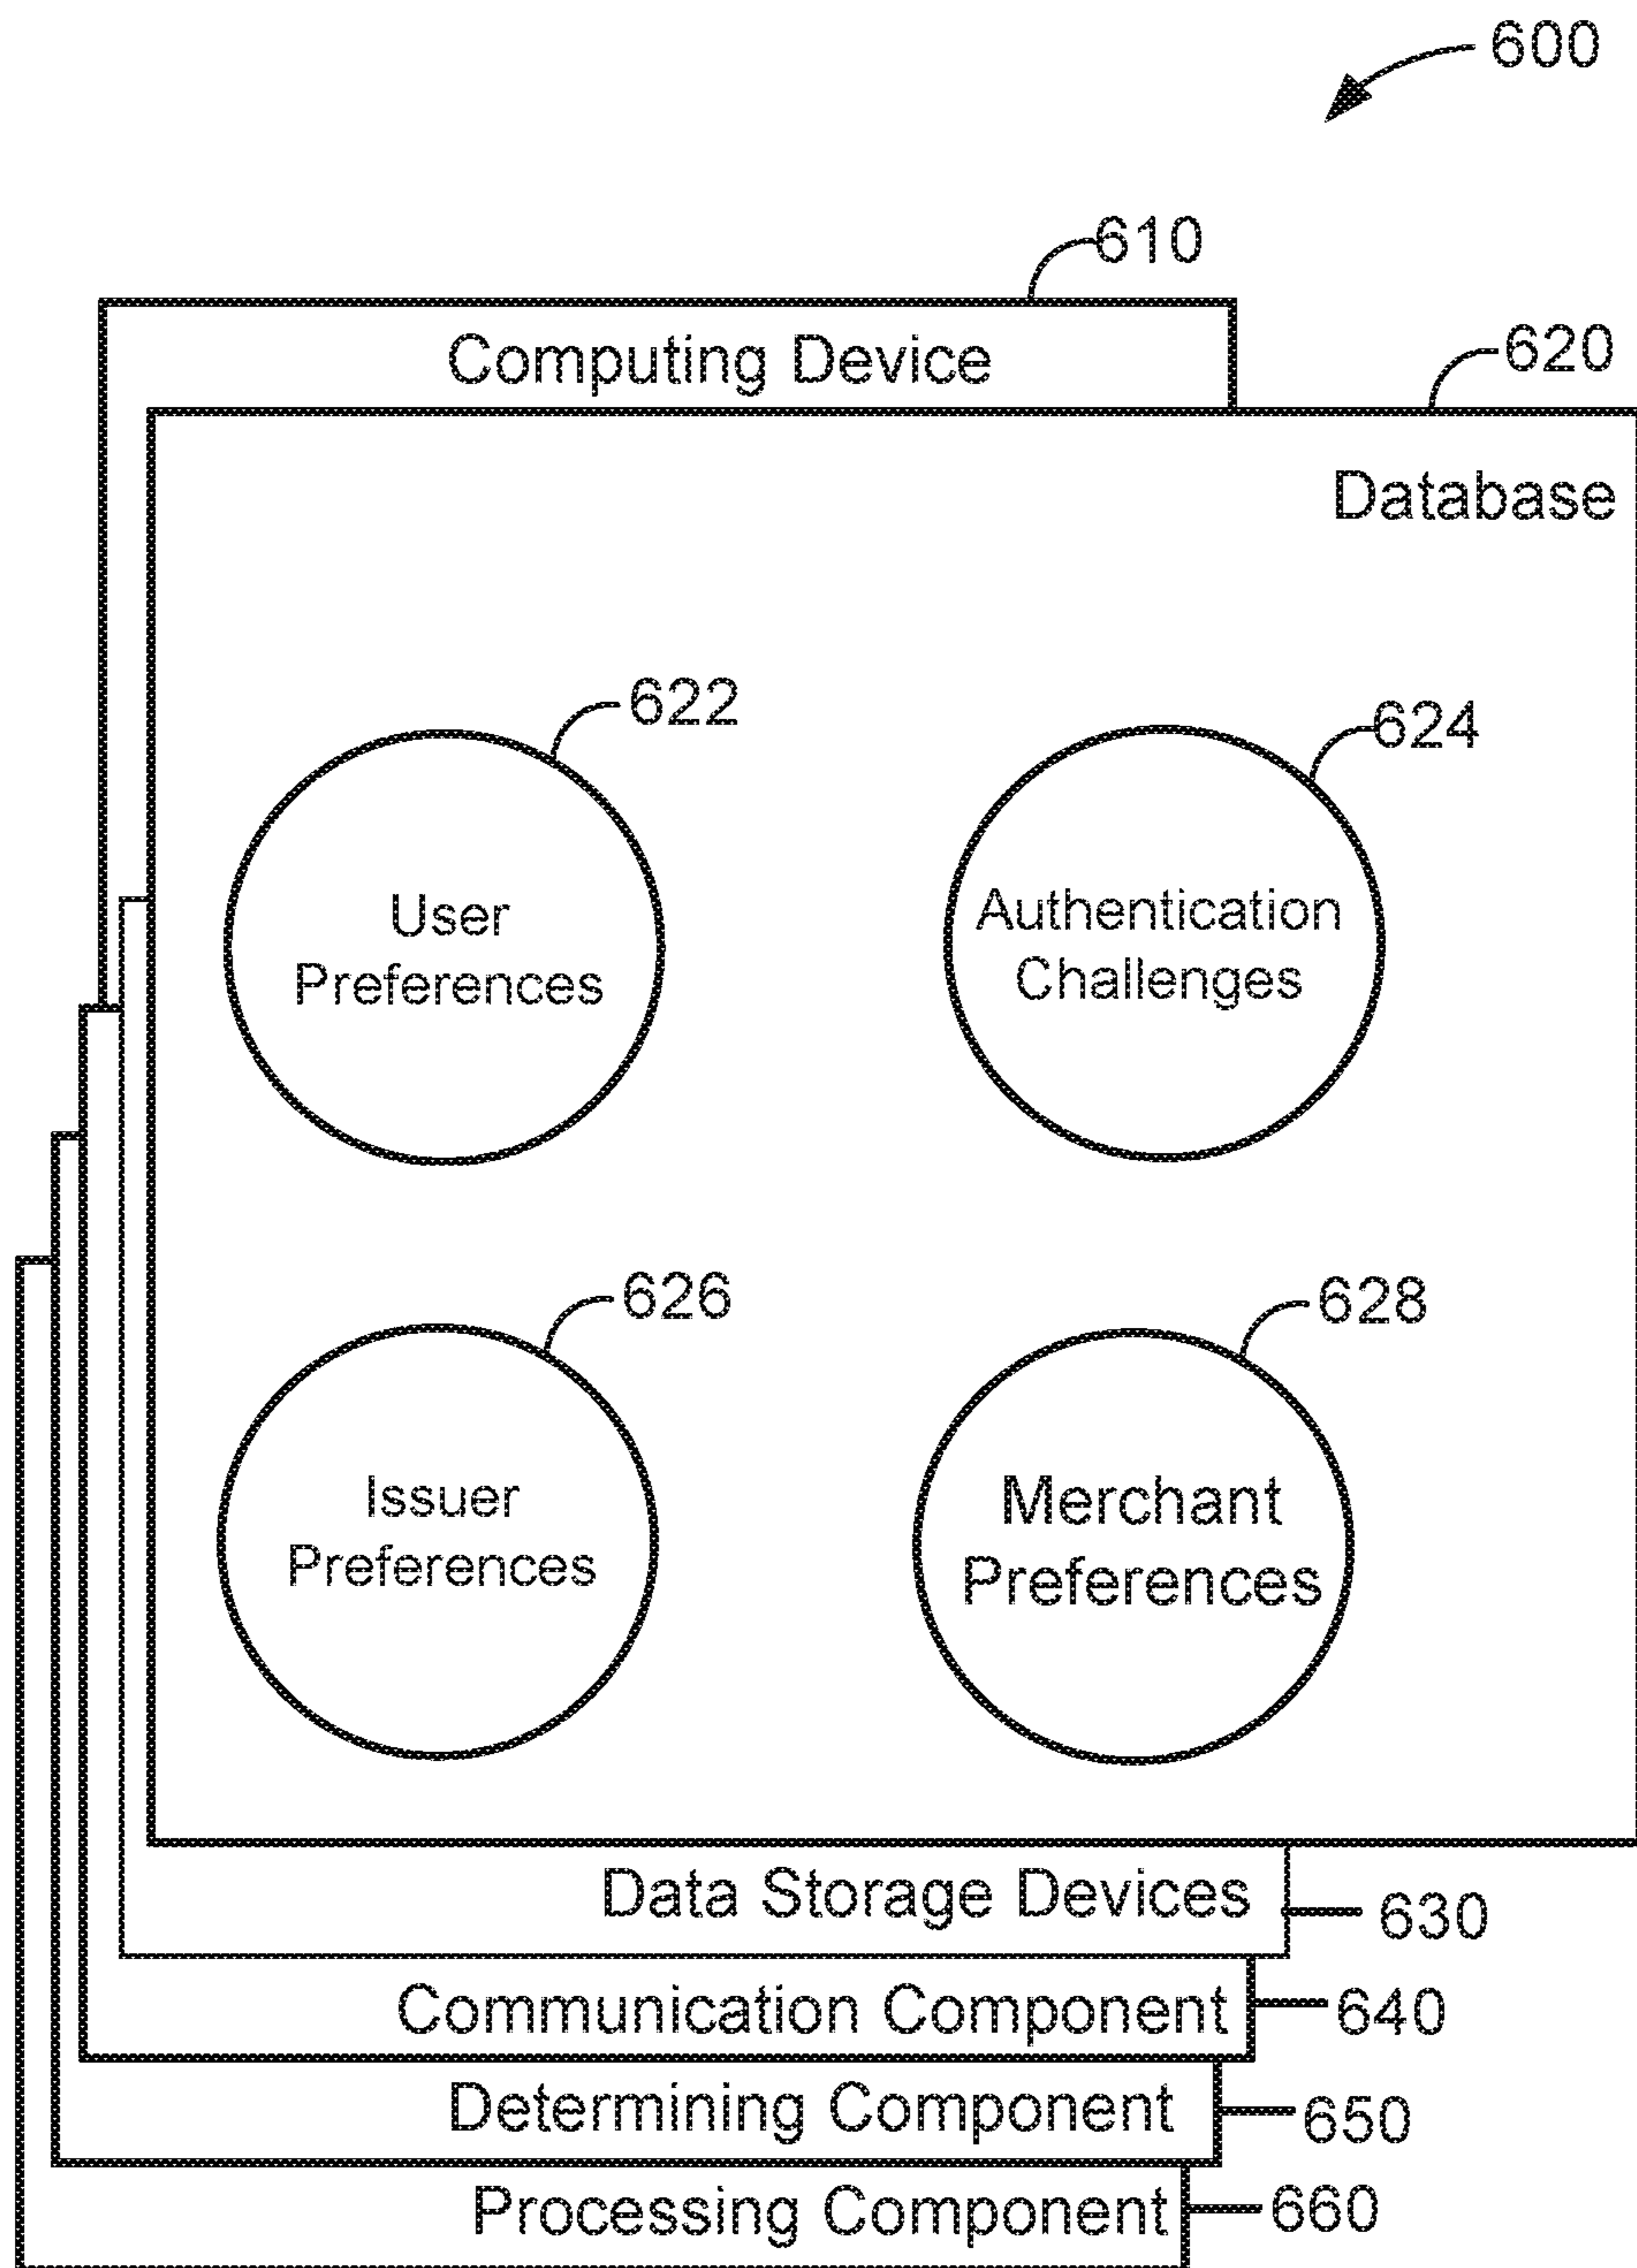 600
610
Computing Device
620
Database
622
User
Preferences
624
Authentication
Challenges
626
Issuer
Preferences
628
Merchant
Preferences
Data Storage Devices
630
Communication Component
640
Determining Component
650
Processing Component
660